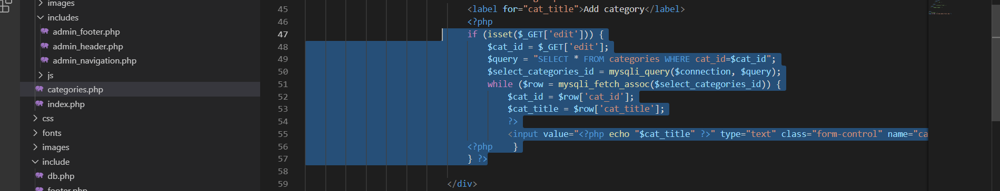 images
includes
admin_footer.php
admin_header.php
admin_navigation.php
js
categories.php
index.php
css
fonts
images
include
db.php
footer.php
45 <label for="cat_title">Add category</label>
46 <?php
47 if (isset($_GET['edit'])) {
48 $cat_id = $_GET['edit'];
49 $query = "SELECT * FROM categories WHERE cat_id=$cat_id";
50 $select_categories_id = mysqli_query($connection, $query);
51 while ($row = mysqli_fetch_assoc($select_categories_id)) {
52 $cat_id = $row['cat_id'];
53 $cat_title = $row['cat_title'];
54 ?>
55 <input value="<?php echo "$cat_title" ?>" type="text" class="form-control" name="ca
56 <?php }
57 } ?>
58
59 </div>